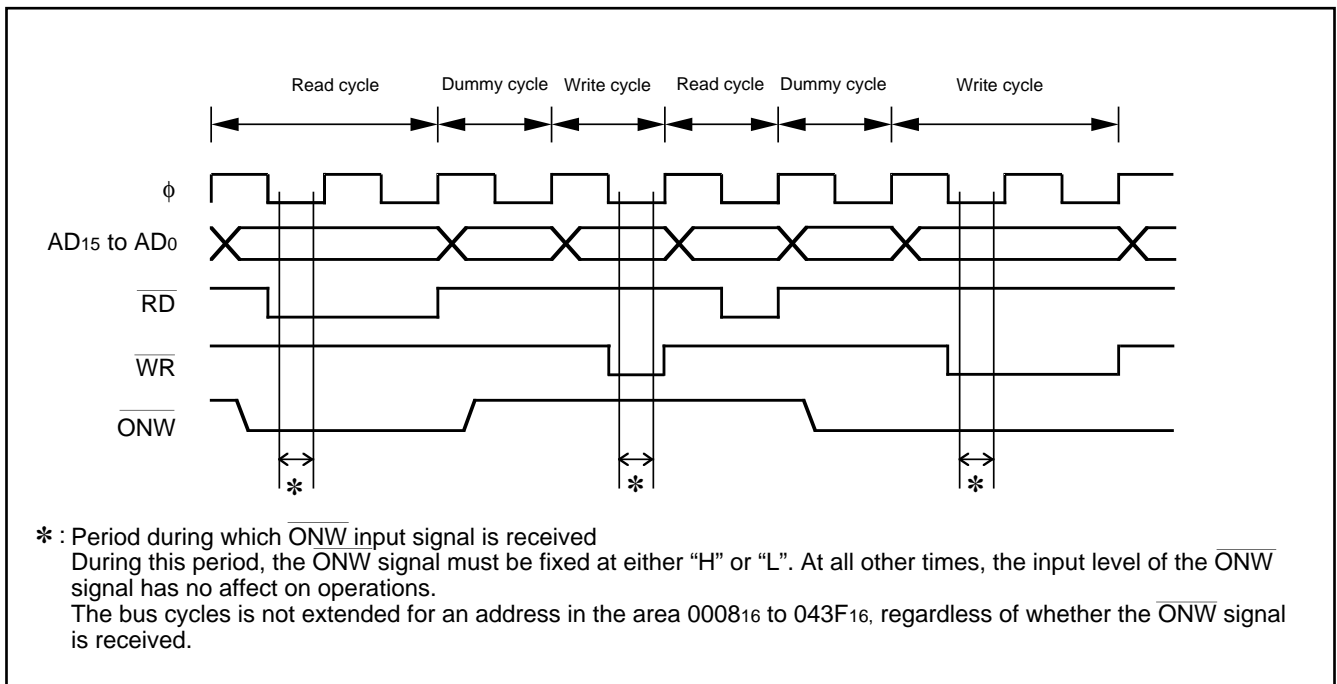 Read cycle Dummy cycle Write cycle Read cycle Dummy cycle Write cycle
ϕ
AD15 to AD0
RD
WR
ONW
* * *
* : Period during which ONW input signal is received
During this period, the ONW signal must be fixed at either “H” or “L”. At all other times, the input level of the ONW
signal has no affect on operations.
The bus cycles is not extended for an address in the area 000816 to 043F16, regardless of whether the ONW signal
is received.